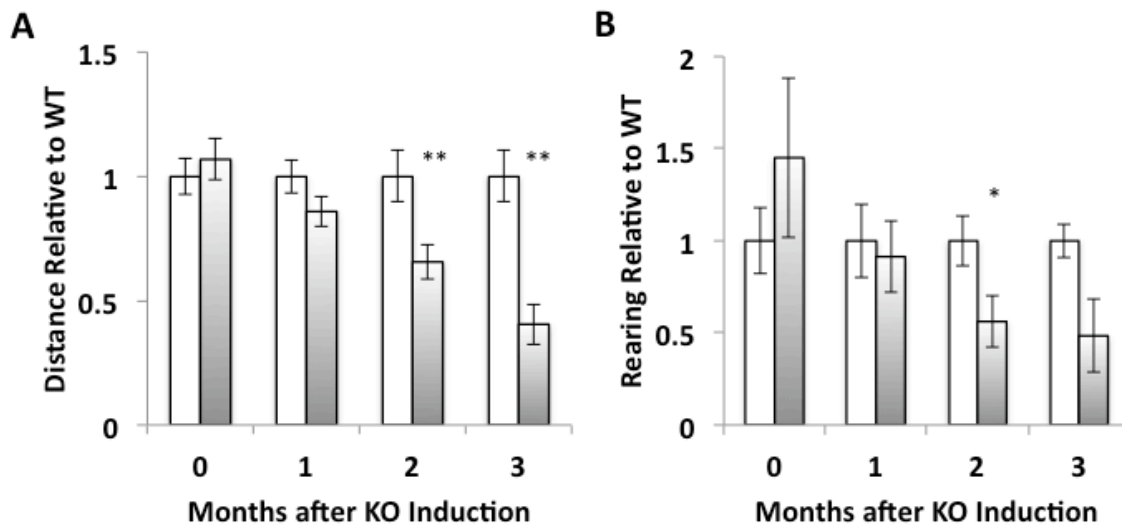 A
Distance Relative to WT
1.5
1
0.5
0
** **
0 1 2 3
Months after KO Induction
B
Rearing Relative to WT
2
1.5
1
0.5
0
*
0 1 2 3
Months after KO Induction